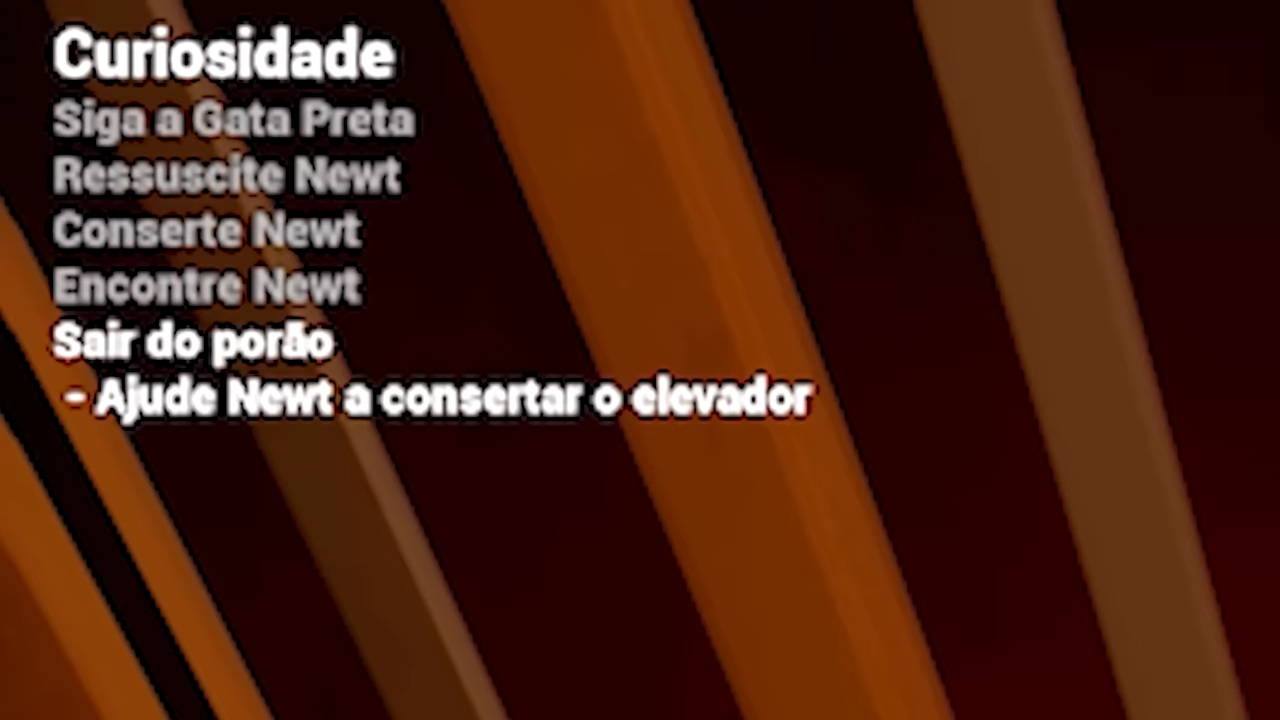 Curiosidade
Siga a Gata Preta
Ressuscite Newt
Conserte Newt
Encontre Newt
Sair do porão
- Ajude Newt a consertar o elevador